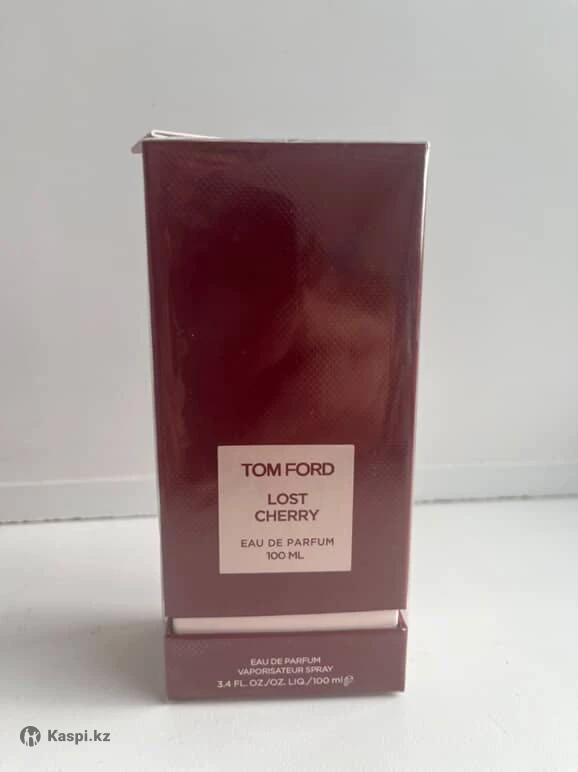 TOM FORD
LOST
CHERRY
EAU DE PARFUM
100 ML
EAU DE PARFUM
VAPORISATEUR SPRAY
3.4 FL. OZ./OZ. LIQ./100 ml ℮
Kaspi.kz